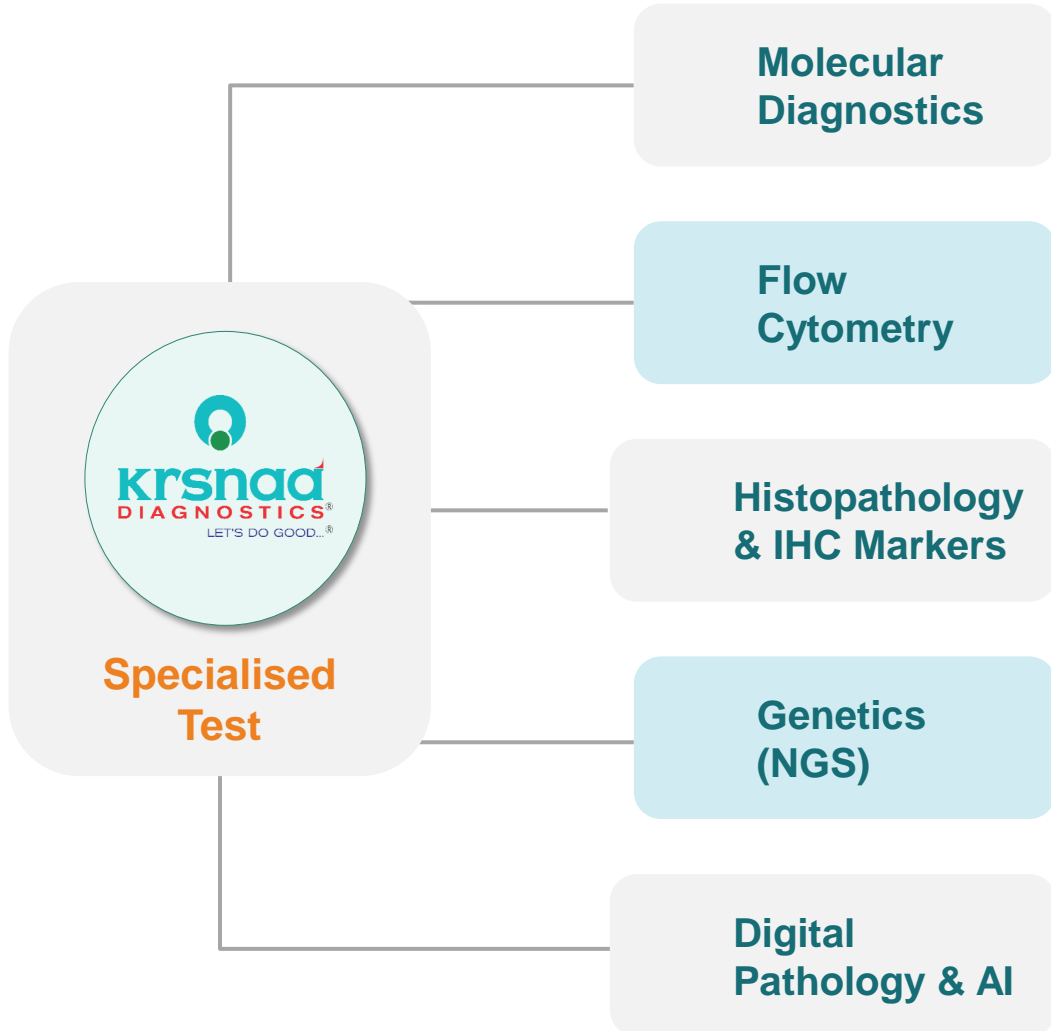 Molecular
Diagnostics
Flow
Cytometry
krsnaa
DIAGNOSTICS®
LET'S DO GOOD...®
Specialised
Test
Histopathology
& IHC Markers
Genetics
(NGS)
Digital
Pathology & AI